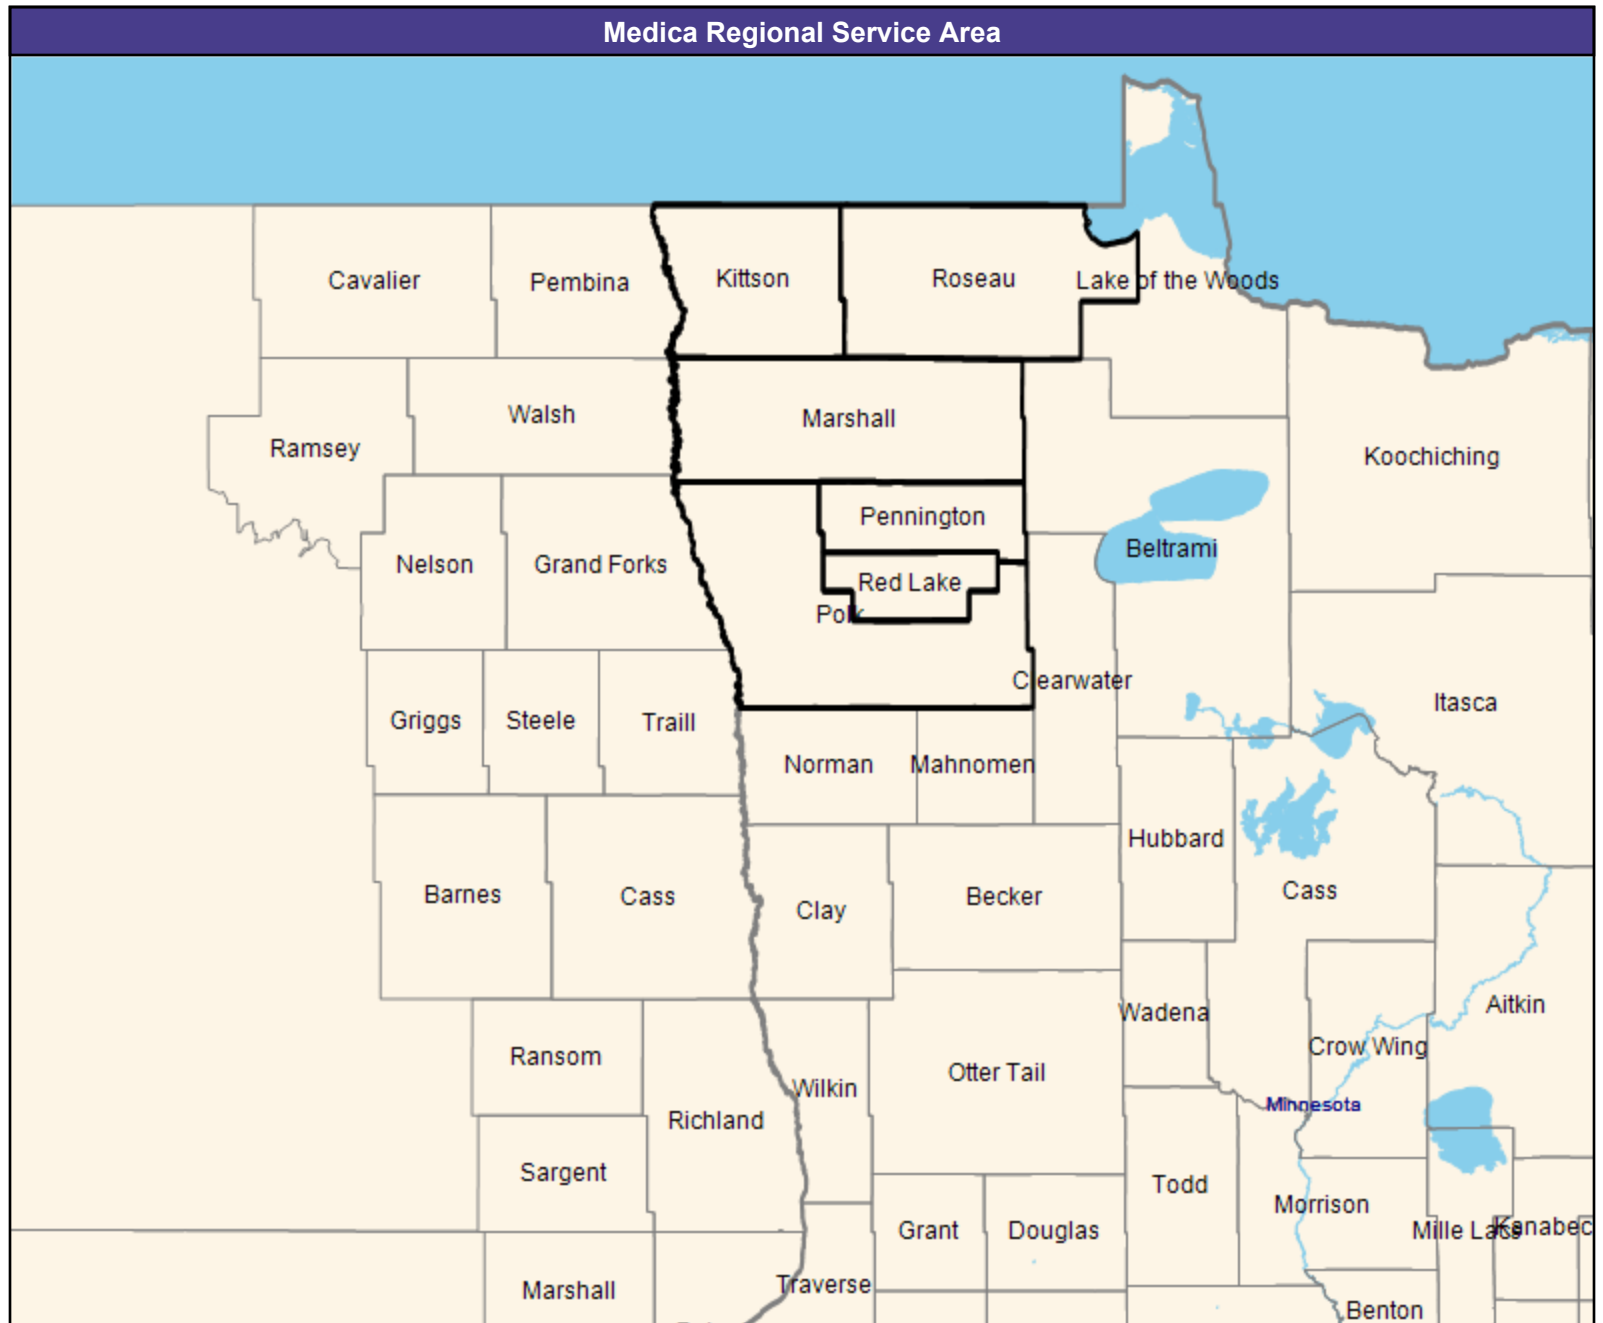 Medica Regional Service Area
Cavalier
Pembina
Kittson
Roseau
Lake of the Woods
Walsh
Marshall
Ramsey
Koochiching
Pennington
Nelson
Grand Forks
Beltrami
Red Lake
Polk
Clearwater
Griggs
Steele
Traill
Itasca
Norman
Mahnomen
Hubbard
Barnes
Cass
Clay
Becker
Cass
Wadena
Aitkin
Ransom
Wilkin
Otter Tail
Crow Wing
Minnesota
Richland
Sargent
Todd
Morrison
Grant
Douglas
Mille Lacs
Kanabec
Marshall
Traverse
Benton